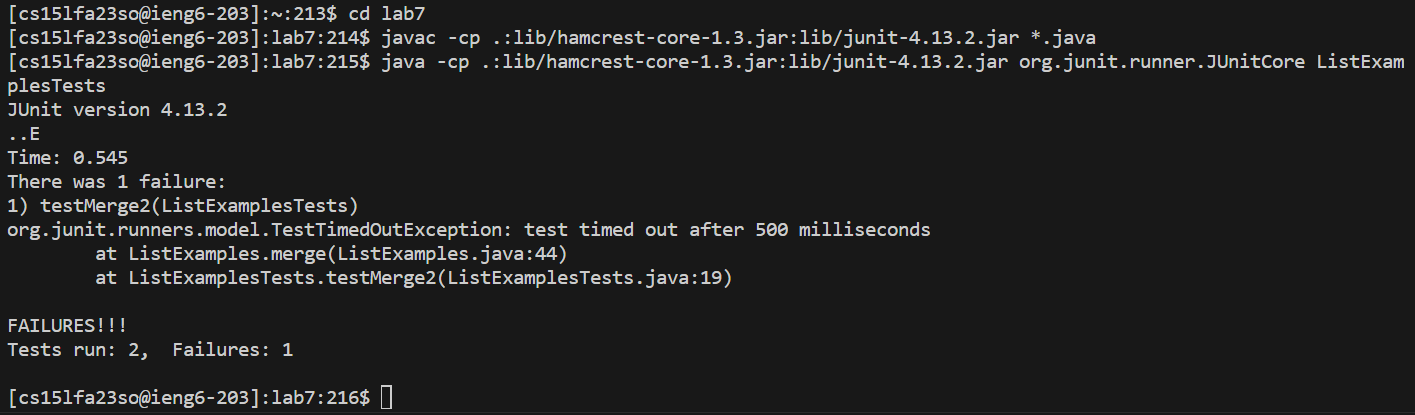 [cs15lfa23so@ieng6-203]:~:213$ cd lab7
[cs15lfa23so@ieng6-203]:lab7:214$ javac -cp .:lib/hamcrest-core-1.3.jar:lib/junit-4.13.2.jar *.java
[cs15lfa23so@ieng6-203]:lab7:215$ java -cp .:lib/hamcrest-core-1.3.jar:lib/junit-4.13.2.jar org.junit.runner.JUnitCore ListExam
plesTests
JUnit version 4.13.2
..E
Time: 0.545
There was 1 failure:
1) testMerge2(ListExamplesTests)
org.junit.runners.model.TestTimedOutException: test timed out after 500 milliseconds
        at ListExamples.merge(ListExamples.java:44)
        at ListExamplesTests.testMerge2(ListExamplesTests.java:19)

FAILURES!!!
Tests run: 2,  Failures: 1

[cs15lfa23so@ieng6-203]:lab7:216$